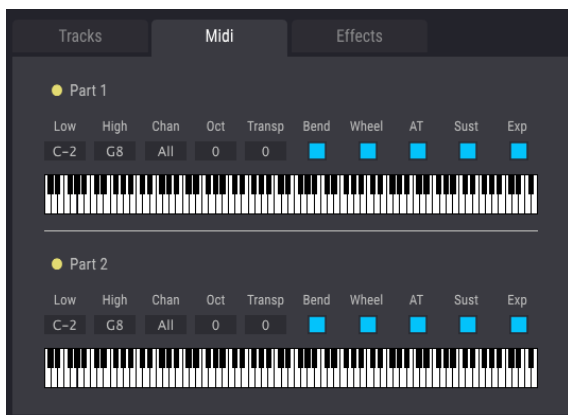 Tracks Midi Effects
Part 1
Low High Chan Oct Transp Bend Wheel AT Sust Exp
C-2 G8 All 0 0
Part 2
Low High Chan Oct Transp Bend Wheel AT Sust Exp
C-2 G8 All 0 0